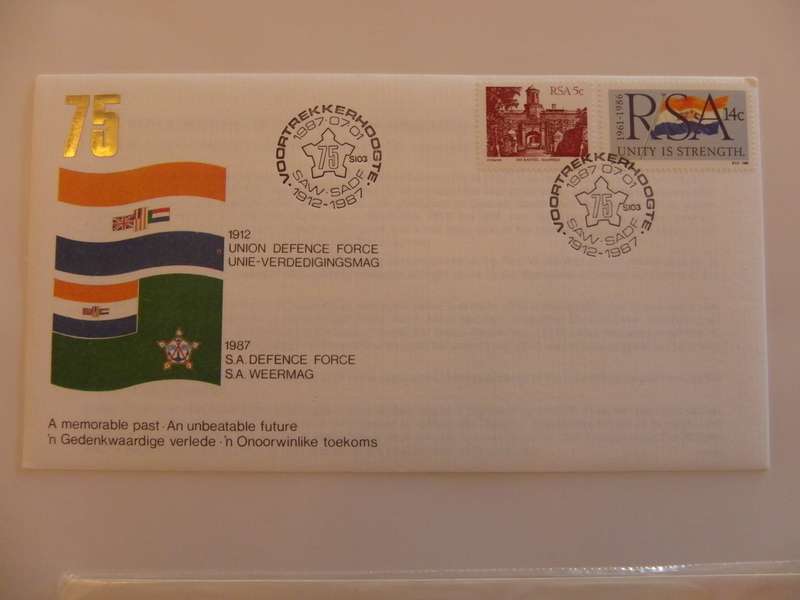 75
VOORTREKKERHOOGTE
1987·07·01
75
S103
SAW·SADF
·1912-1987·
RSA 5c
1961-1986
RSA 14c
UNITY IS STRENGTH.
VOORTREKKERHOOGTE
1987·07·01
75
S103
SAW·SADF
·1912-1987·
1912
UNION DEFENCE FORCE
UNIE-VERDEDIGINGSMAG
1987
S.A. DEFENCE FORCE
S.A. WEERMAG
A memorable past · An unbeatable future
'n Gedenkwaardige verlede · 'n Onoorwinlike toekoms